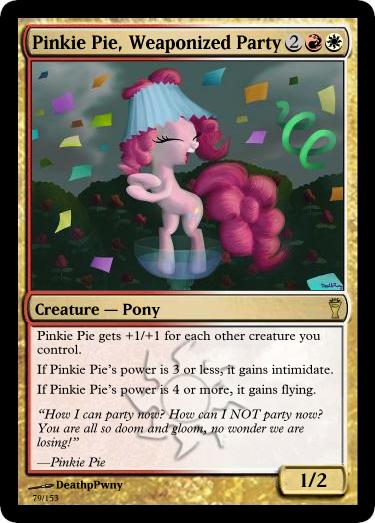 Pinkie Pie, Weaponized Party 2
Creature — Pony
Pinkie Pie gets +1/+1 for each other creature you
control.
If Pinkie Pie's power is 3 or less, it gains intimidate.
If Pinkie Pie's power is 4 or more, it gains flying.
“How I can party now? How can I NOT party now?
You are all so doom and gloom, no wonder we are
losing!”
—Pinkie Pie
1/2
DeathpPwny
79/153